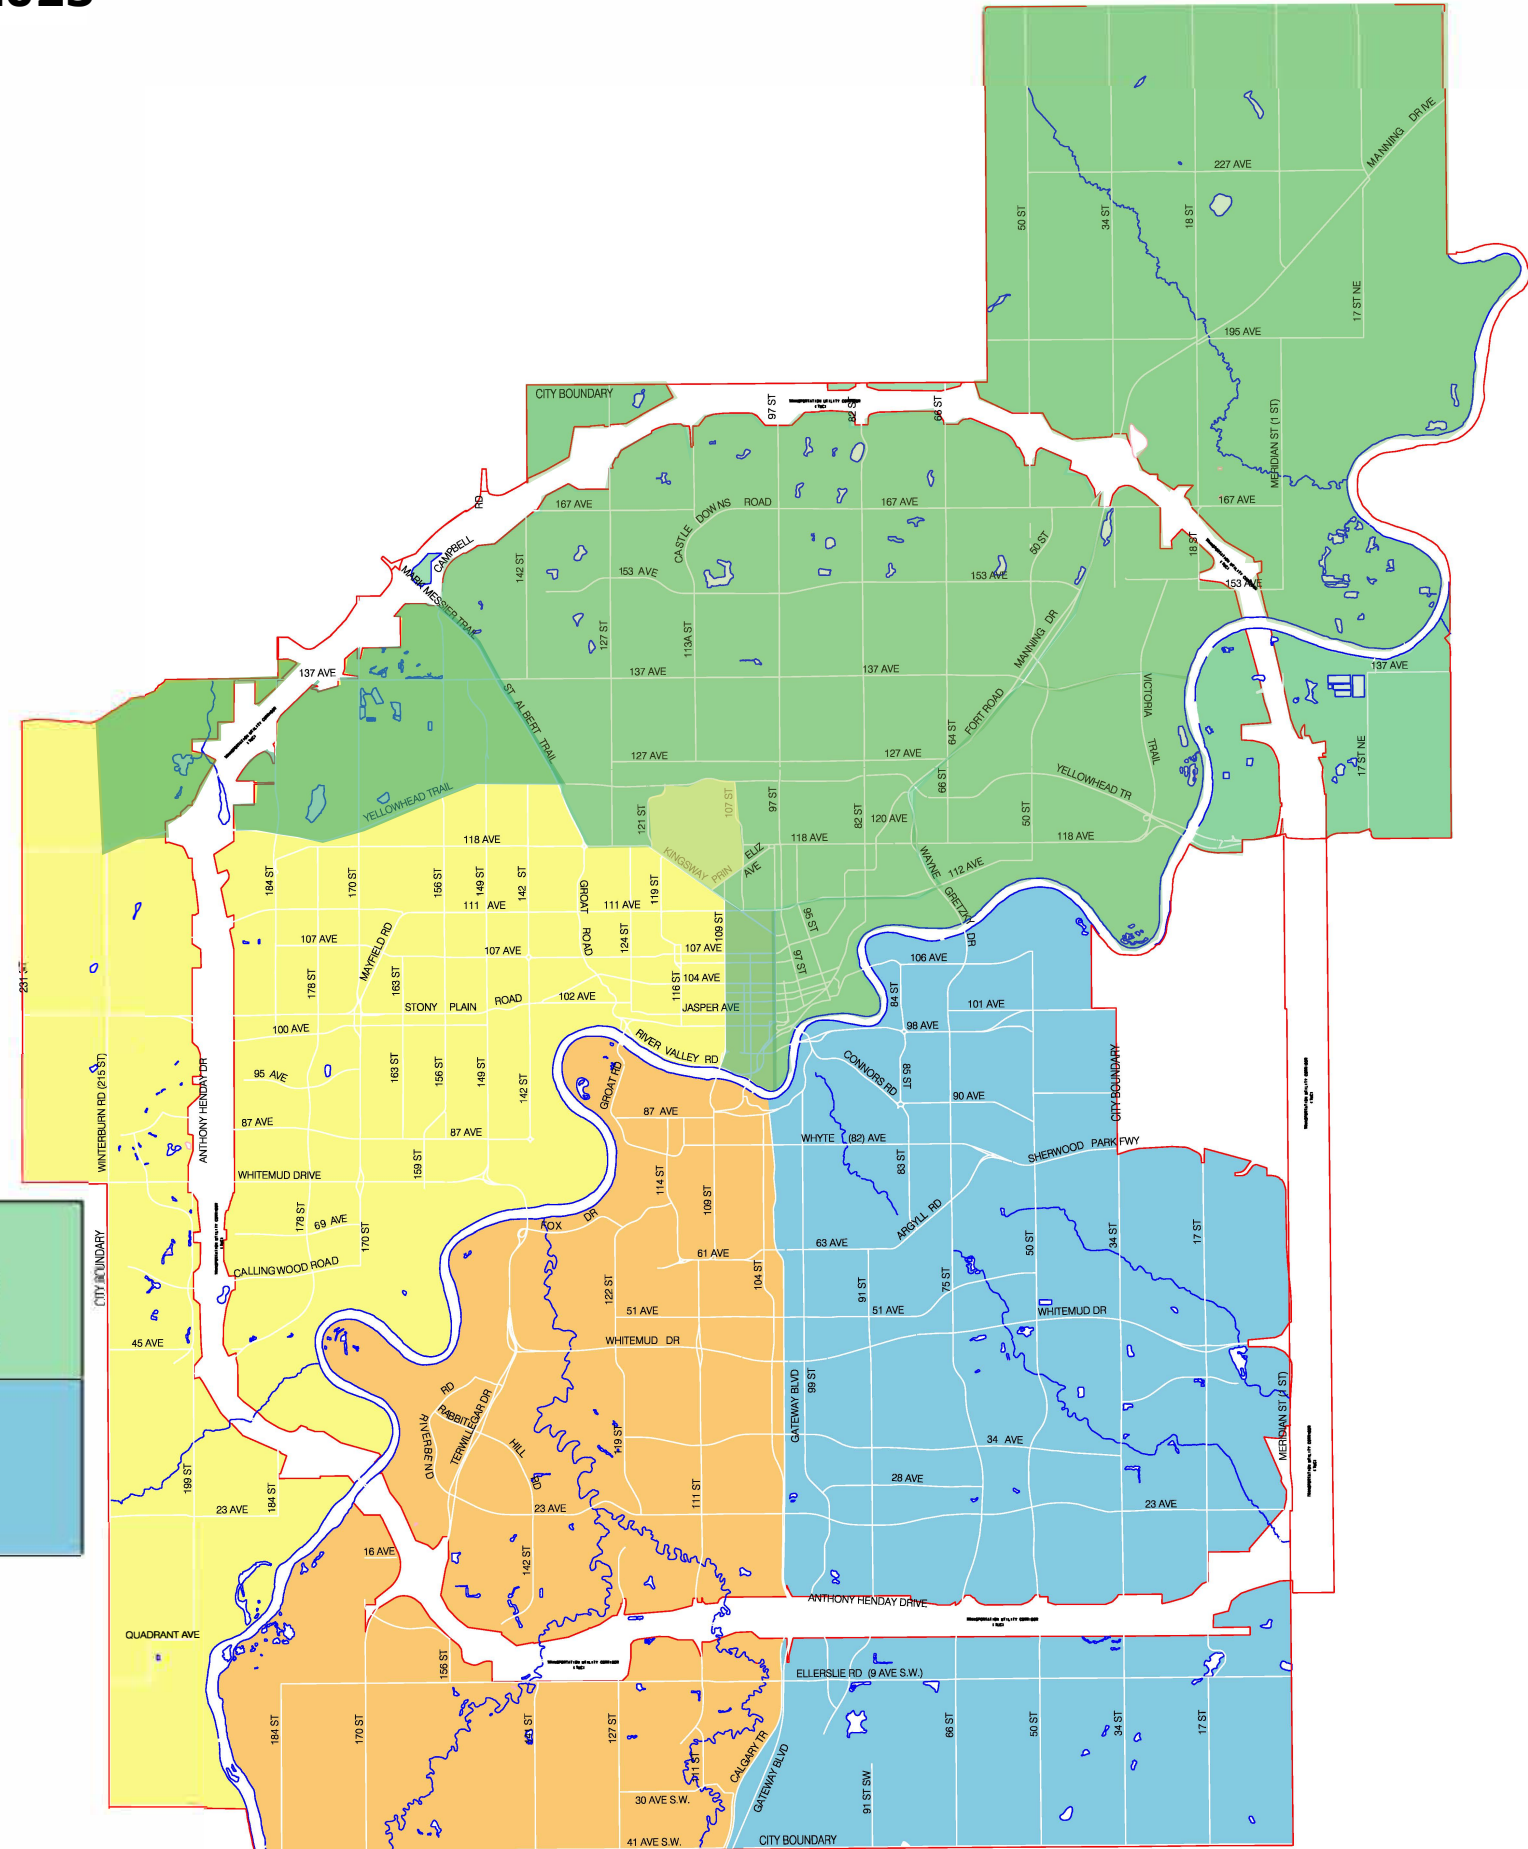 227 AVE
MANNING DRIVE
50 ST
34 ST
18 ST
17 ST NE
195 AVE
CITY BOUNDARY
97 ST
82 ST
66 ST
MERIDIAN ST (1 ST)
RD
167 AVE
CASTLE DOWNS ROAD
167 AVE
167 AVE
CAMPBELL
142 ST
50 ST
18 ST
MARK MESSIER TRAIL
153 AVE
153 AVE
153 AVE
127 ST
113A ST
MANNING DR
137 AVE
137 AVE
137 AVE
137 AVE
ST ALBERT TRAIL
VICTORIA TRAIL
FORT ROAD
64 ST
127 AVE
127 AVE
17 ST NE
66 ST
YELLOWHEAD TR
YELLOWHEAD TRAIL
121 ST
107 ST
97 ST
82 ST
120 AVE
50 ST
118 AVE
118 AVE
118 AVE
KINGSWAY
PRIN
ELIZ
AVE
WAYNE GRETZKY DR
112 AVE
184 ST
170 ST
156 ST
149 ST
142 ST
GROAT ROAD
119 ST
111 AVE
111 AVE
109 ST
95 ST
107 AVE
MAYFIELD RD
107 AVE
124 ST
107 AVE
97 ST
106 AVE
178 ST
163 ST
116 ST
104 AVE
84 ST
101 AVE
STONY PLAIN ROAD
102 AVE
JASPER AVE
100 AVE
98 AVE
RIVER VALLEY RD
CONNORS RD
WINTERBURN RD (215 ST)
ANTHONY HENDAY DR
95 AVE
163 ST
156 ST
149 ST
142 ST
GROAT RD
85 ST
90 AVE
CITY BOUNDARY
87 AVE
87 AVE
87 AVE
WHYTE (82) AVE
SHERWOOD PARK FWY
WHITEMUD DRIVE
159 ST
114 ST
109 ST
83 ST
178 ST
69 AVE
170 ST
FOX DR
ARGYLL RD
63 AVE
50 ST
34 ST
17 ST
CITY BOUNDARY
CALLINGWOOD ROAD
61 AVE
104 ST
122 ST
91 ST
75 ST
51 AVE
51 AVE
WHITEMUD DR
45 AVE
WHITEMUD DR
GATEWAY BLVD
99 ST
MERIDIAN ST (1 ST)
RD
RABBIT HILL RD
RIVERBEND
TERWILLEGAR DR
119 ST
34 AVE
199 ST
184 ST
28 AVE
111 ST
23 AVE
23 AVE
23 AVE
16 AVE
142 ST
ANTHONY HENDAY DRIVE
QUADRANT AVE
156 ST
ELLERSLIE RD (9 AVE S.W.)
184 ST
170 ST
127 ST
111 ST
CALGARY TR
GATEWAY BLVD
66 ST
50 ST
34 ST
17 ST
91 ST SW
30 AVE S.W.
41 AVE S.W.
CITY BOUNDARY